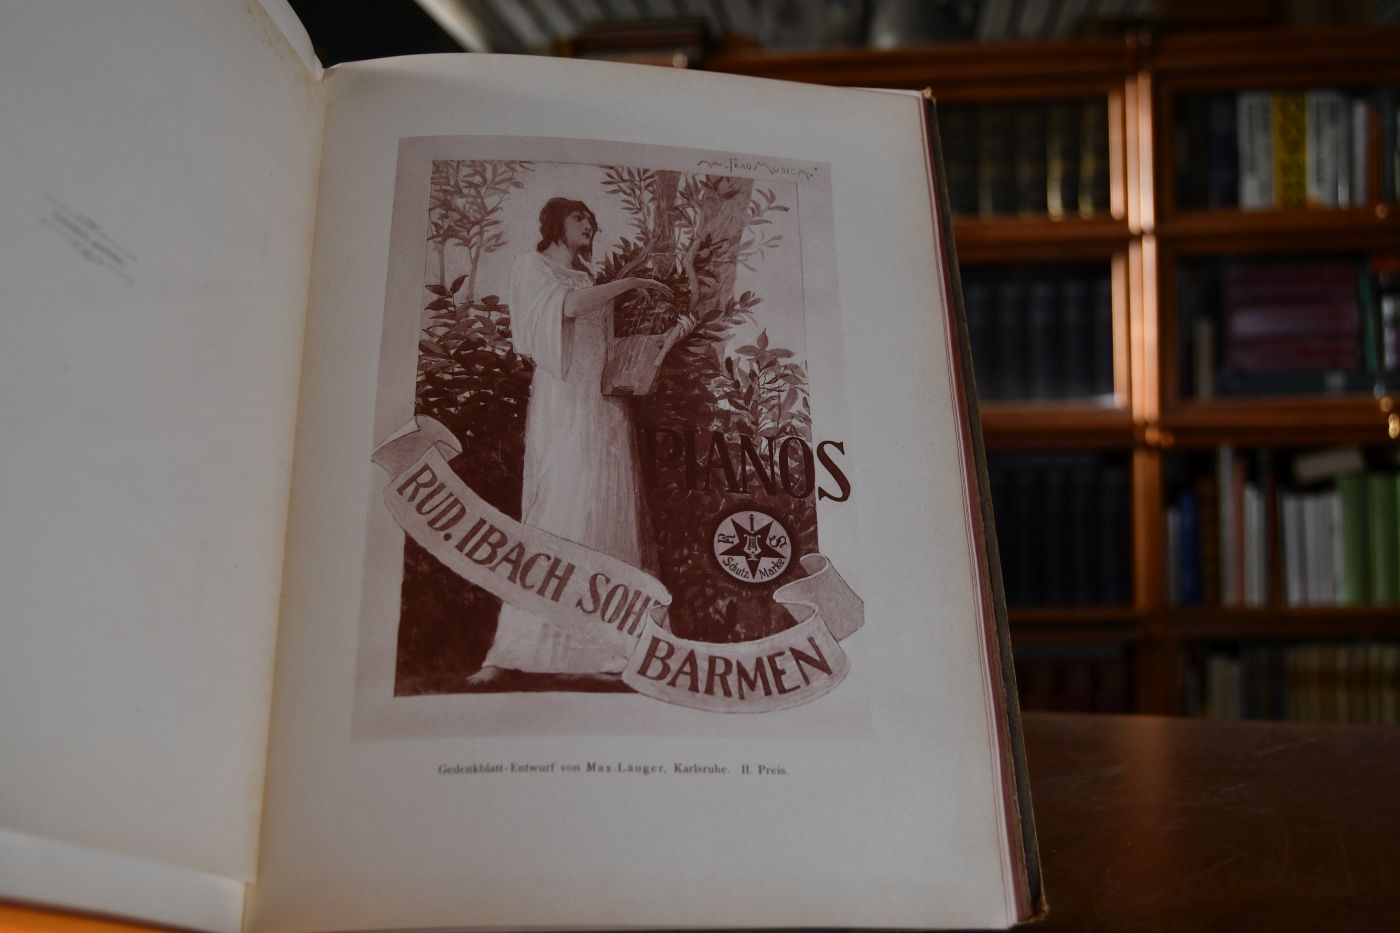 "FRAU MUSICA"
PIANOS
R S
Schutz Marke
RUD. IBACH SOHN
BARMEN
Gedenkblatt-Entwurf von Max Läuger, Karlsruhe. II. Preis.